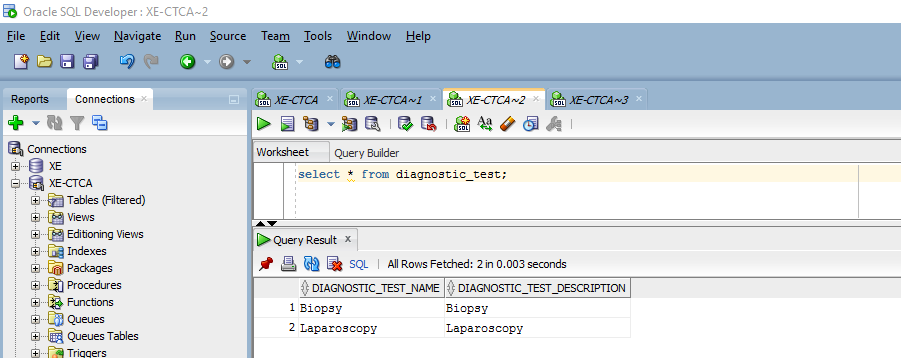 Oracle SQL Developer : XE-CTCA~2
File Edit View Navigate Run Source Team Tools Window Help
Reports Connections
XE-CTCA XE-CTCA~1 XE-CTCA~2 XE-CTCA~3
Connections
XE
XE-CTCA
Tables (Filtered)
Views
Editioning Views
Indexes
Packages
Procedures
Functions
Queues
Queues Tables
Triggers
Worksheet Query Builder
select * from diagnostic_test;
Query Result
SQL All Rows Fetched: 2 in 0.003 seconds
DIAGNOSTIC_TEST_NAME DIAGNOSTIC_TEST_DESCRIPTION
1 Biopsy Biopsy
2 Laparoscopy Laparoscopy